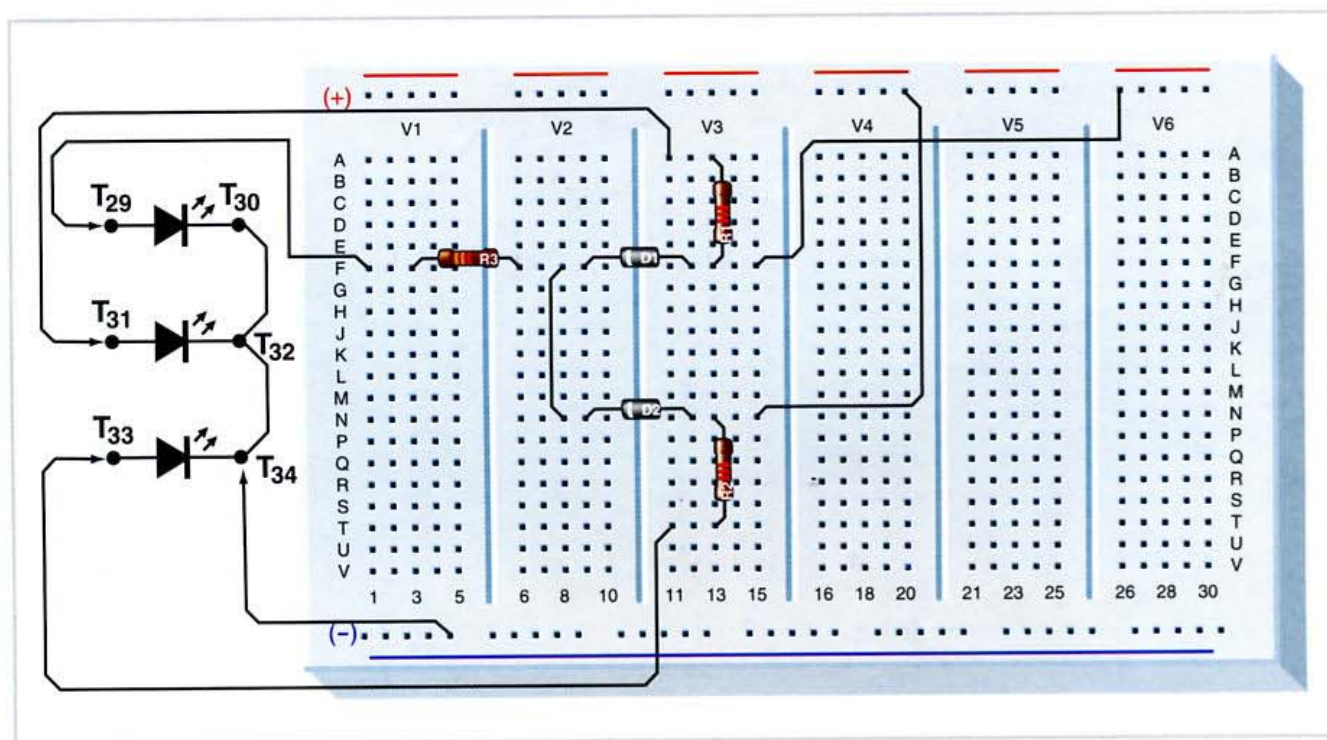 (+)
V1 V2 V3 V4 V5 V6
A A
B B
C C
D D
E E
F F
G G
H H
J J
K K
L L
M M
N N
P P
Q Q
R R
S S
T T
U U
V V
1 3 5 6 8 10 11 13 15 16 18 20 21 23 25 26 28 30
(-)
T29 T30
T31 T32
T33 T34
R3 D1 R1
D2 R2